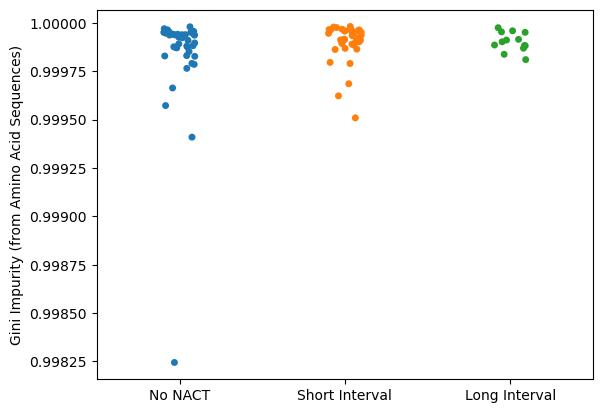 Gini Impurity (from Amino Acid Sequences)
1.00000
0.99975
0.99950
0.99925
0.99900
0.99875
0.99850
0.99825
No NACT
Short Interval
Long Interval